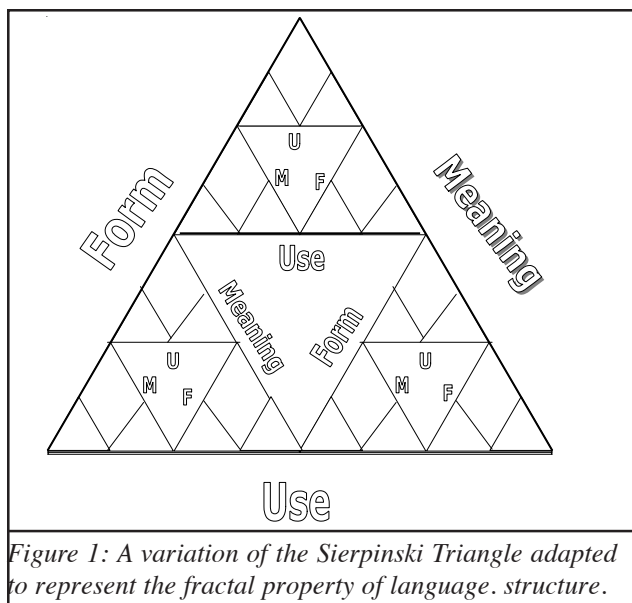 U
M F
Form
Meaning
Use
Meaning
Form
U
M F
U
M F
Use
Figure 1: A variation of the Sierpinski Triangle adapted
to represent the fractal property of language. structure.